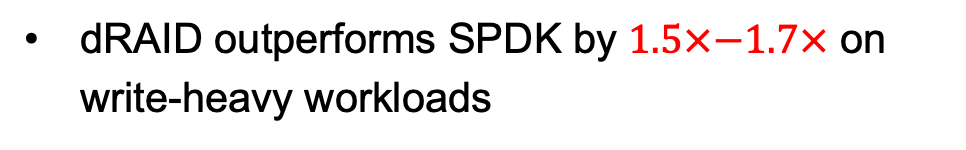 • dRAID outperforms SPDK by 1.5×−1.7× on
write-heavy workloads